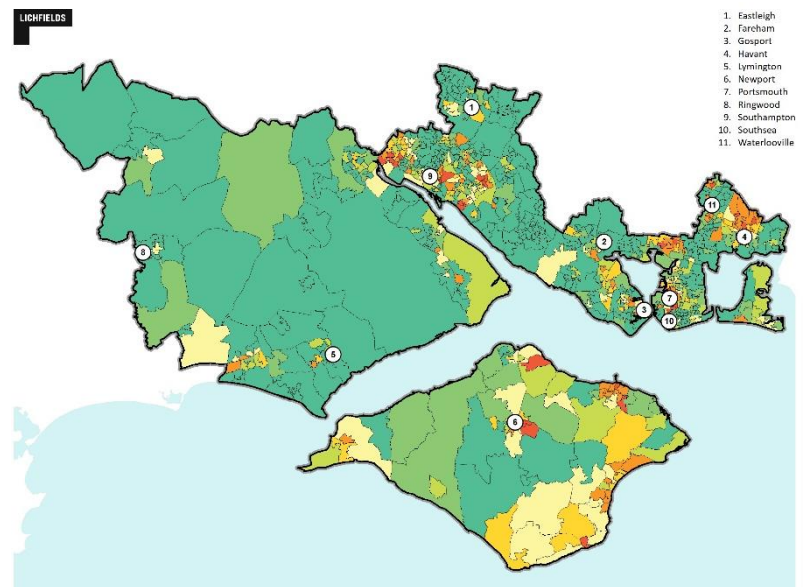 LICHFIELDS
1. Eastleigh
2. Fareham
3. Gosport
4. Havant
5. Lymington
6. Newport
7. Portsmouth
8. Ringwood
9. Southampton
10. Southsea
11. Waterlooville
1
9
11
2
4
8
7
3
10
5
6